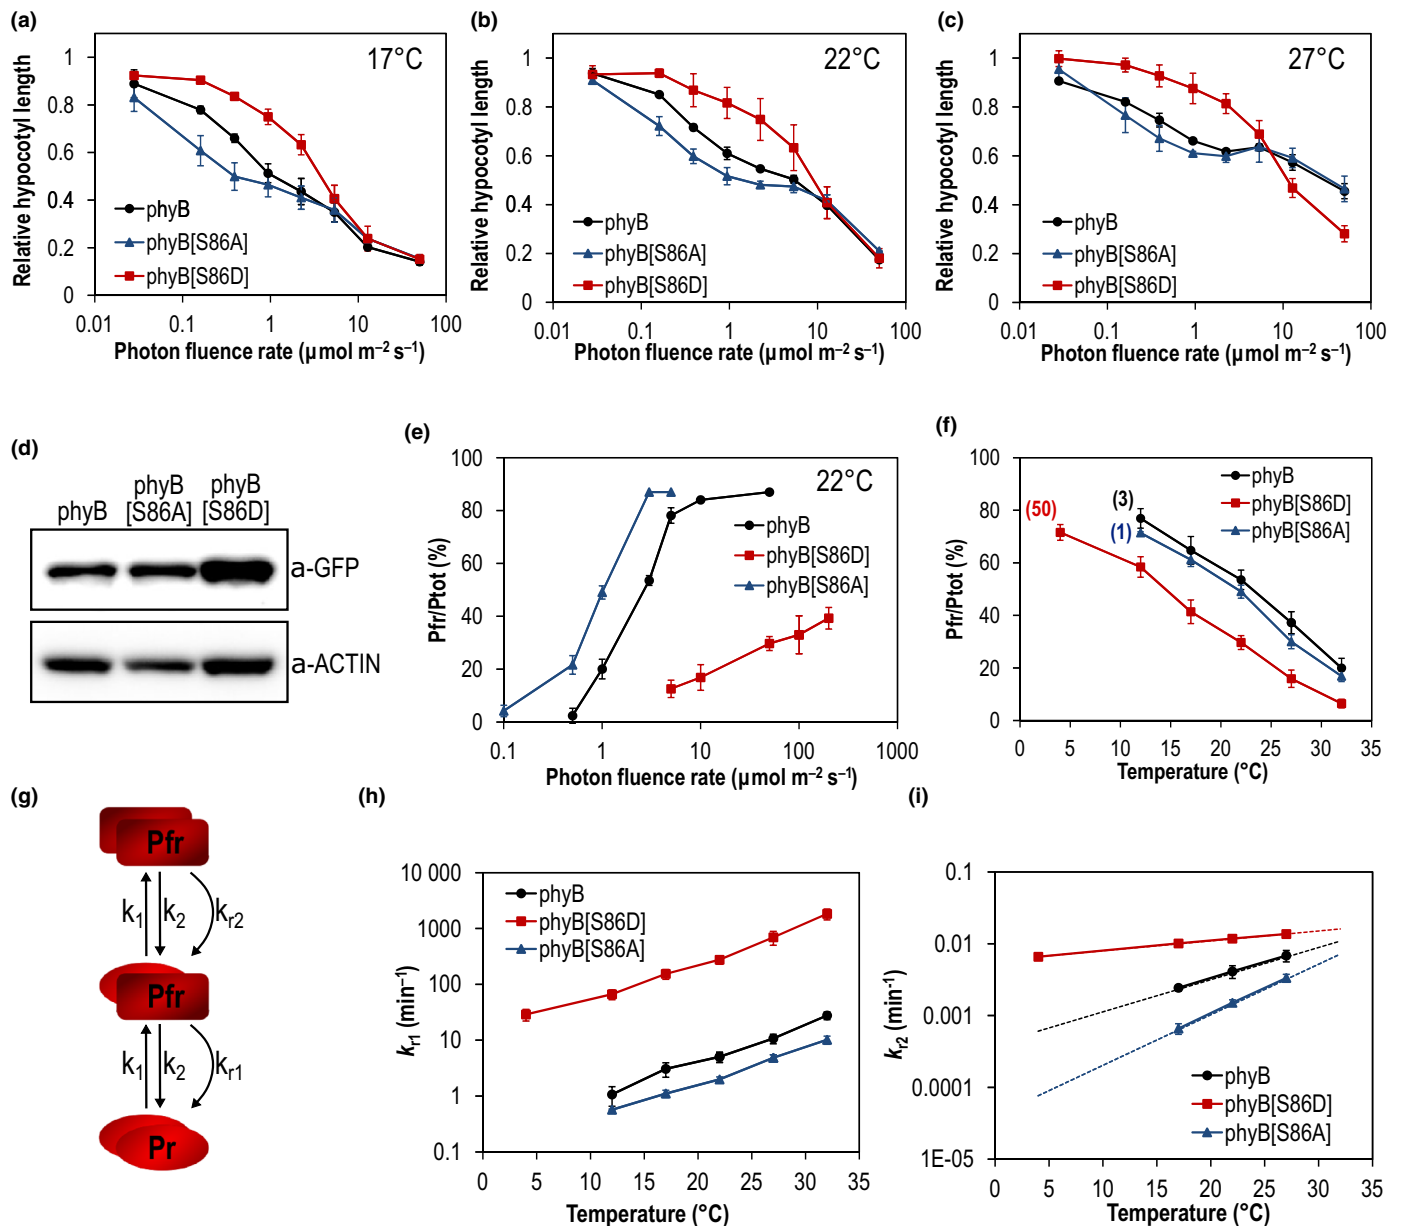 (a)
17°C
Relative hypocotyl length
1
0.8
0.6
0.4
0.2
0
phyB
phyB[S86A]
phyB[S86D]
0.01 0.1 1 10 100
Photon fluence rate (µmol m⁻² s⁻¹)
(b)
22°C
Relative hypocotyl length
1
0.8
0.6
0.4
0.2
0
phyB
phyB[S86A]
phyB[S86D]
0.01 0.1 1 10 100
Photon fluence rate (µmol m⁻² s⁻¹)
(c)
27°C
Relative hypocotyl length
1
0.8
0.6
0.4
0.2
0
phyB
phyB[S86A]
phyB[S86D]
0.01 0.1 1 10 100
Photon fluence rate (µmol m⁻² s⁻¹)
(d)
phyB
phyB [S86A]
phyB [S86D]
a-GFP
a-ACTIN
(e)
22°C
Pfr/Ptot (%)
100
80
60
40
20
0
phyB
phyB[S86D]
phyB[S86A]
0.1 1 10 100 1000
Photon fluence rate (µmol m⁻² s⁻¹)
(f)
Pfr/Ptot (%)
100
80
60
40
20
0
(50)
(3)
(1)
phyB
phyB[S86D]
phyB[S86A]
0 5 10 15 20 25 30 35
Temperature (°C)
(g)
Pfr
k₁ k₂ kr2
Pfr
k₁ k₂ kr1
Pr
(h)
kr1 (min⁻¹)
10 000
1000
100
10
1
0.1
phyB
phyB[S86D]
phyB[S86A]
0 5 10 15 20 25 30 35
Temperature (°C)
(i)
kr2 (min⁻¹)
0.1
0.01
0.001
0.0001
1E-05
phyB
phyB[S86D]
phyB[S86A]
0 5 10 15 20 25 30 35
Temperature (°C)